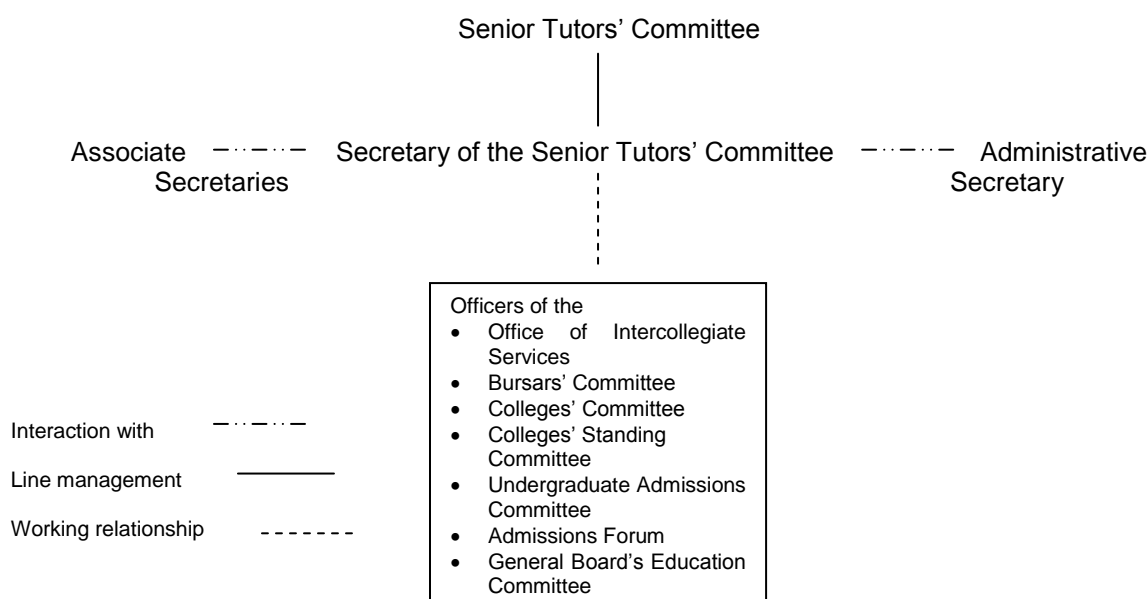 Senior Tutors’ Committee
Associate Secretaries
Secretary of the Senior Tutors’ Committee
Administrative Secretary
Officers of the
• Office of Intercollegiate
Services
• Bursars’ Committee
• Colleges’ Committee
• Colleges’ Standing
Committee
• Undergraduate Admissions
Committee
• Admissions Forum
• General Board’s Education
Committee
Interaction with
Line management
Working relationship